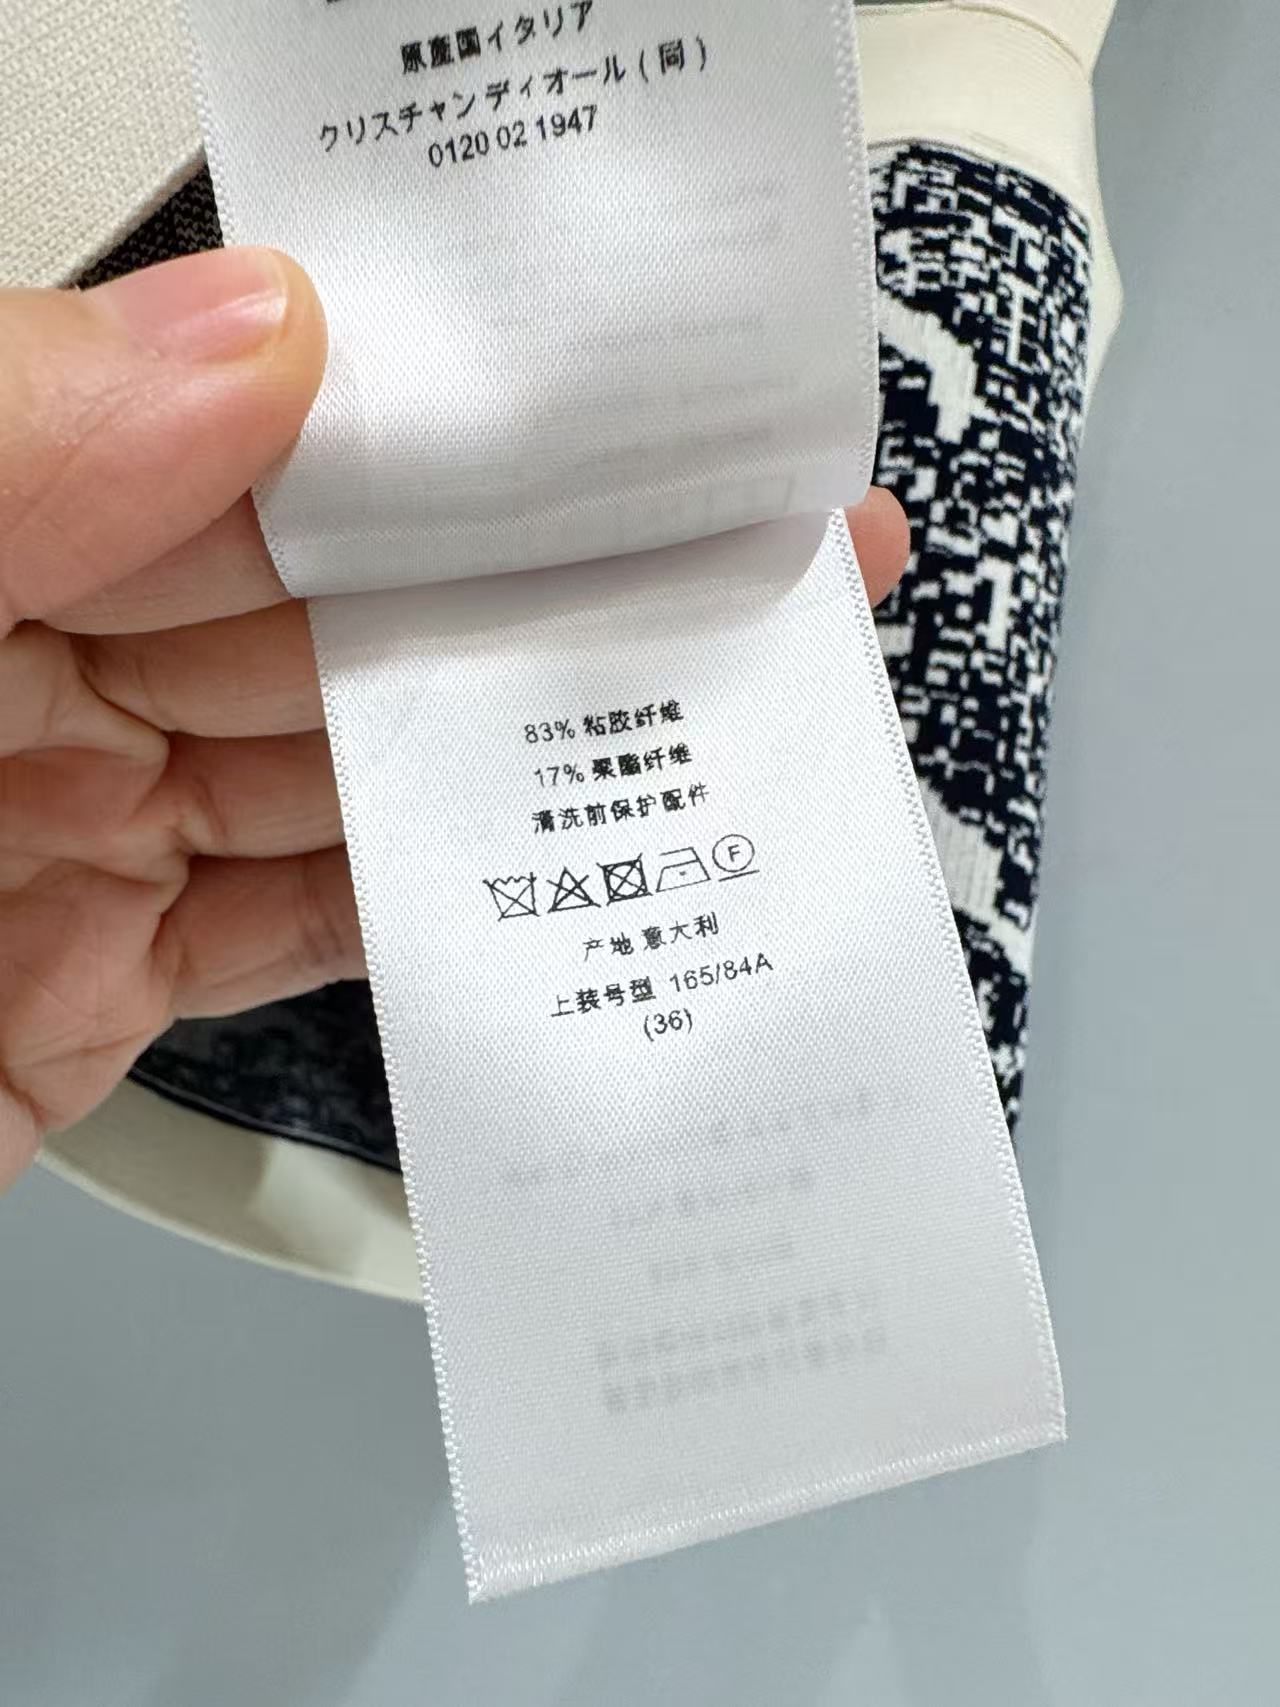 原産国イタリア
クリスチャンディオール(同)
0120 02 1947
83% 粘胶纤维
17% 聚酯纤维
清洗前保护配件
F
产地 意大利
上装号型 165/84A
(36)